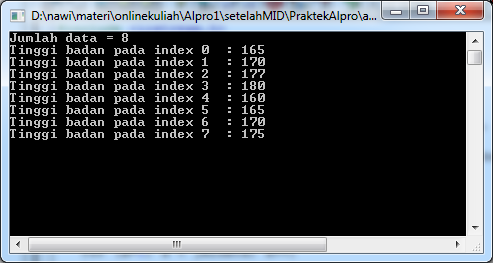 D:\nawi\materi\onlinekuliah\Alpro1\setelahMID\PraktekAlpro\a...
Jumlah data = 8
Tinggi badan pada index 0  : 165
Tinggi badan pada index 1  : 170
Tinggi badan pada index 2  : 177
Tinggi badan pada index 3  : 180
Tinggi badan pada index 4  : 160
Tinggi badan pada index 5  : 165
Tinggi badan pada index 6  : 170
Tinggi badan pada index 7  : 175